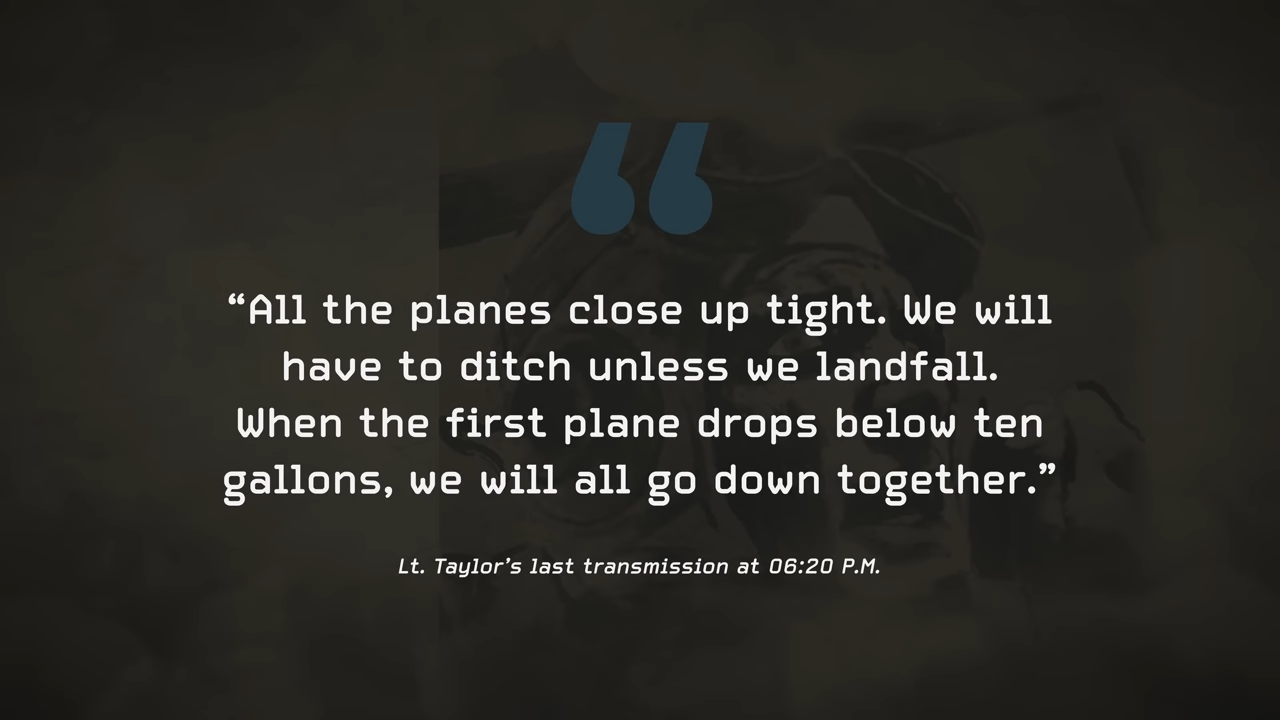 “All the planes close up tight. We will
have to ditch unless we landfall.
When the first plane drops below ten
gallons, we will all go down together.”
Lt. Taylor’s last transmission at 06:20 P.M.